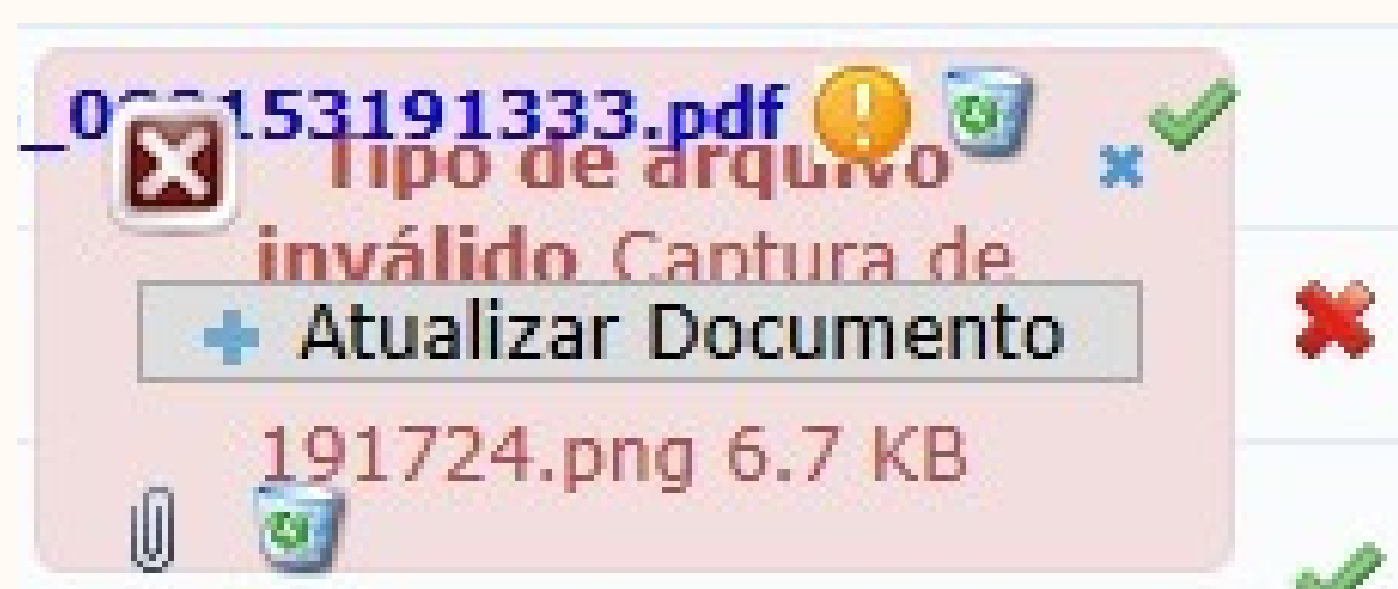 153191333.pdf
Tipo de arquivo
inválido Captura de
Atualizar Documento
191724.png 6.7 KB